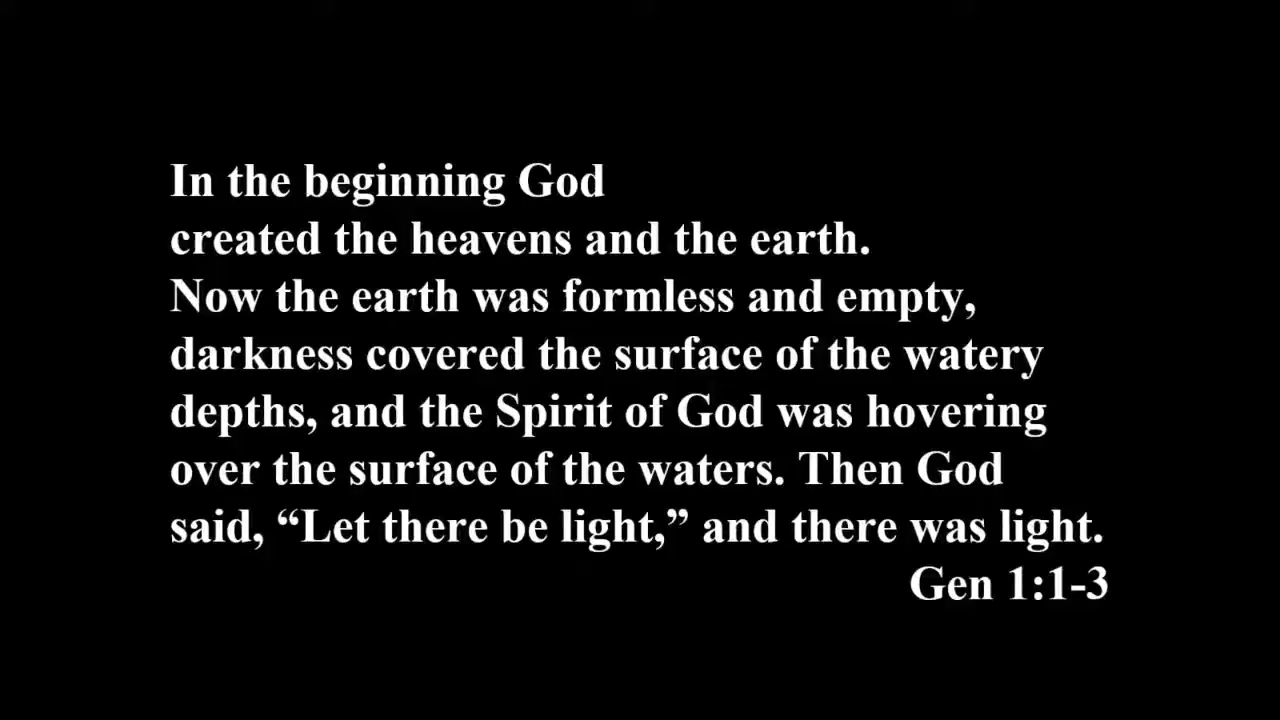 In the beginning God
created the heavens and the earth.
Now the earth was formless and empty,
darkness covered the surface of the watery
depths, and the Spirit of God was hovering
over the surface of the waters. Then God
said, “Let there be light,” and there was light.
Gen 1:1-3